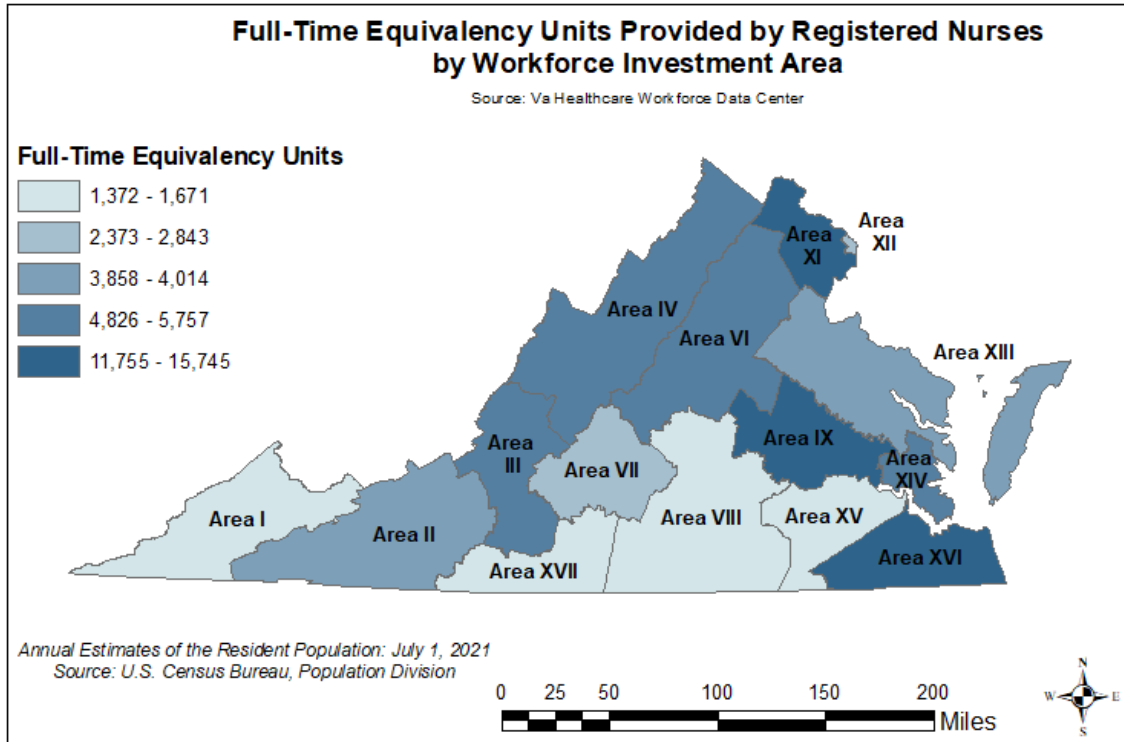 Full-Time Equivalency Units Provided by Registered Nurses
by Workforce Investment Area
Source: Va Healthcare Workforce Data Center
Full-Time Equivalency Units
1,372 - 1,671
2,373 - 2,843
3,858 - 4,014
4,826 - 5,757
11,755 - 15,745
Area
XII
Area
XI
Area IV
Area VI
Area XIII
Area
III
Area IX
Area VII
Area
XIV
Area I
Area VIII
Area XV
Area II
Area XVII
Area XVI
Annual Estimates of the Resident Population: July 1, 2021
Source: U.S. Census Bureau, Population Division
0 25 50 100 150 200
Miles
N
W E
S